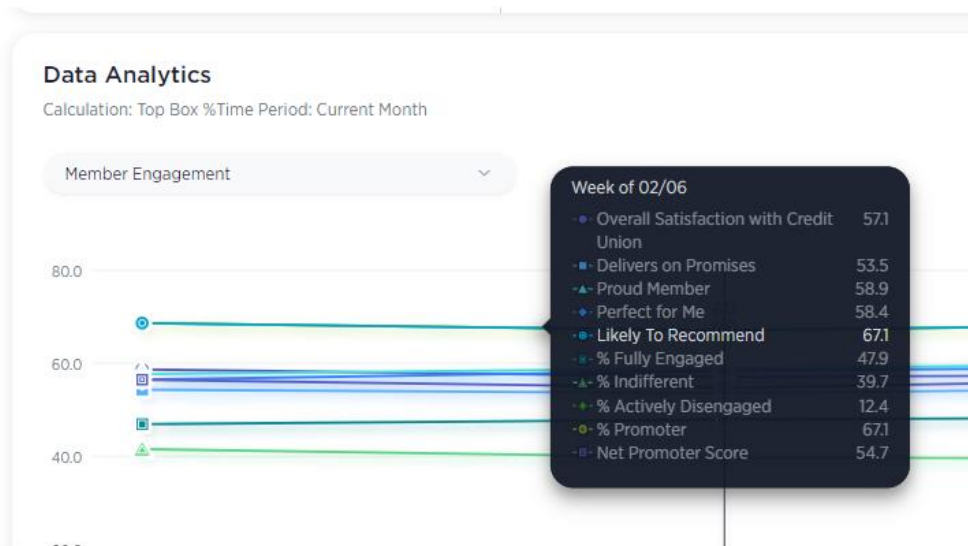 Data Analytics
Calculation: Top Box %Time Period: Current Month
Member Engagement
Week of 02/06
Overall Satisfaction with Credit 57.1
Union
Delivers on Promises 53.5
Proud Member 58.9
Perfect for Me 58.4
Likely To Recommend 67.1
% Fully Engaged 47.9
% Indifferent 39.7
% Actively Disengaged 12.4
% Promoter 67.1
Net Promoter Score 54.7
80.0
60.0
40.0